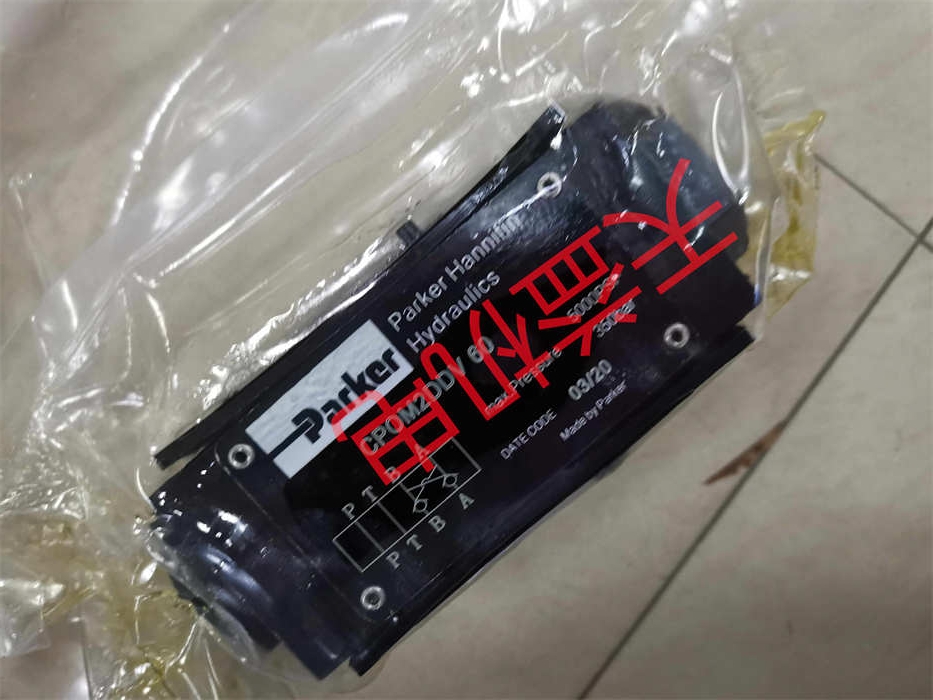 Parker
Parker Hannifin
Hydraulics
CPOM2DDV 60
max. Pressure
5000PSI
350bar
DATE CODE 03/20
Made by Parker
P T B A
P T B A